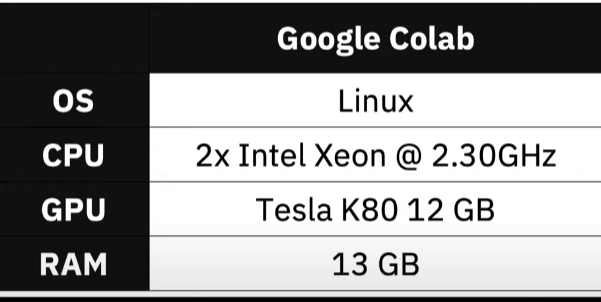 Google Colab
OS Linux
CPU 2x Intel Xeon @ 2.30GHz
GPU Tesla K80 12 GB
RAM 13 GB